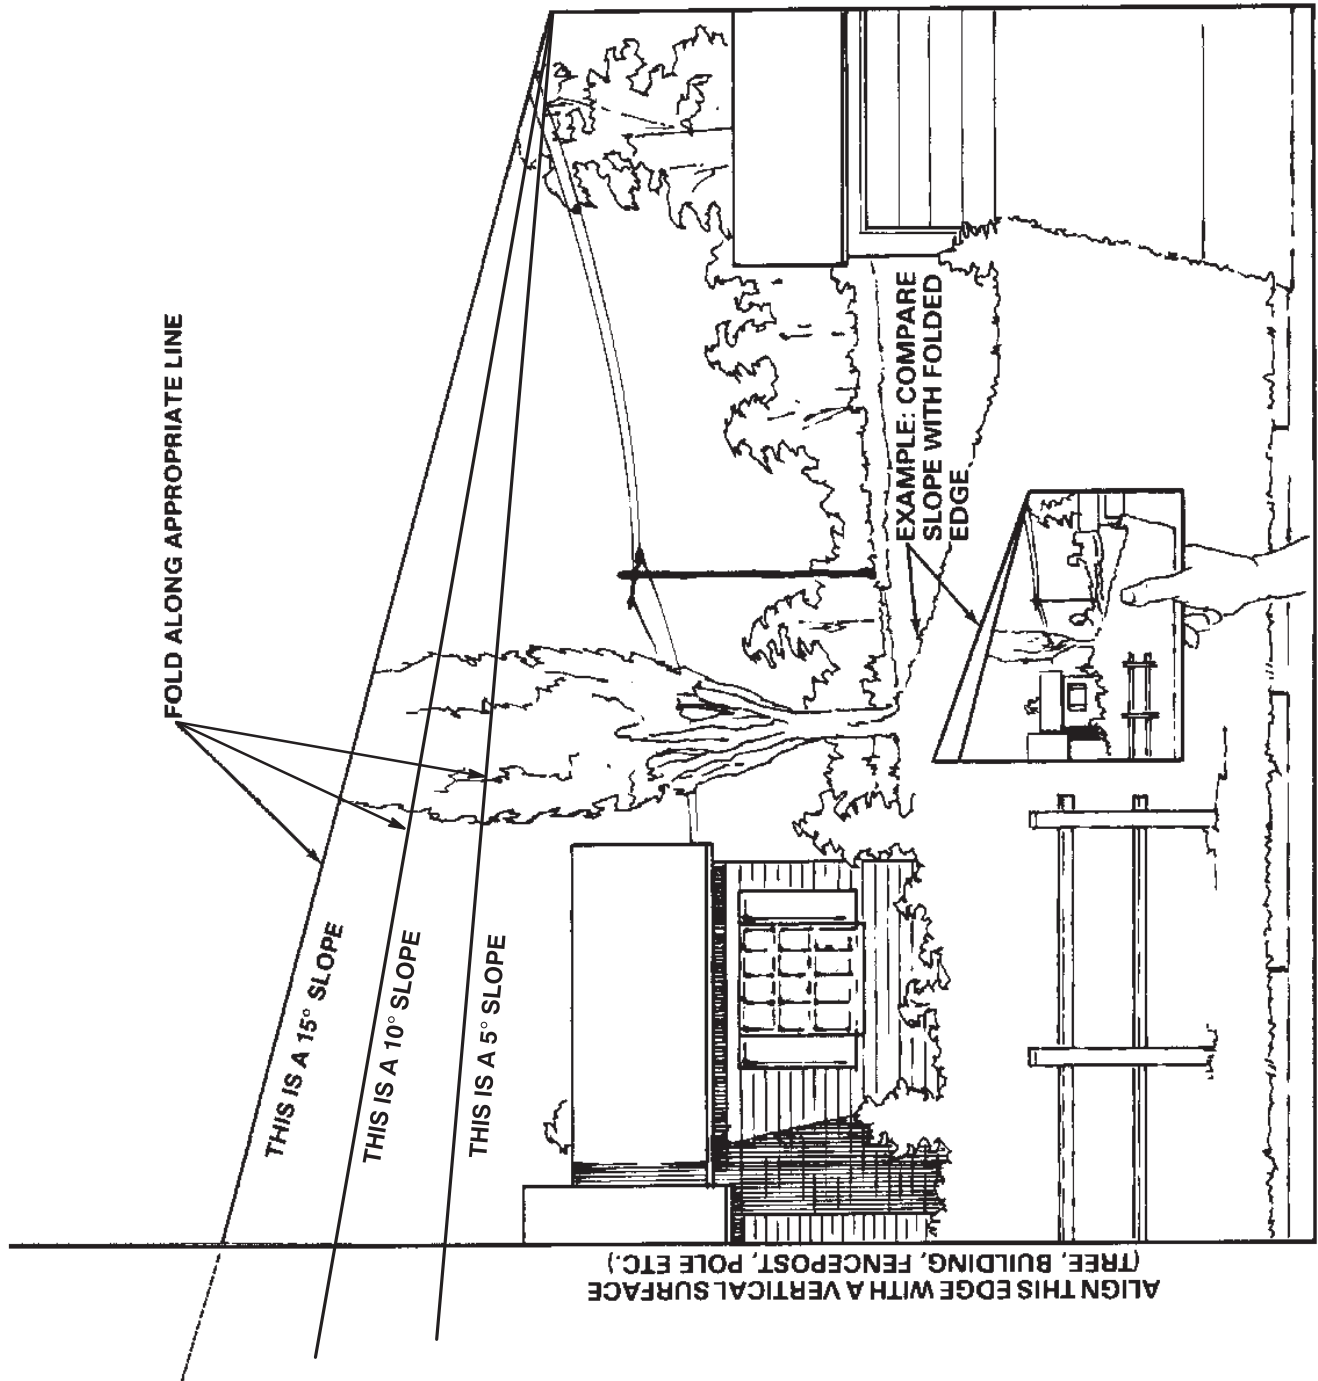 FOLD ALONG APPROPRIATE LINE
THIS IS A 15° SLOPE
THIS IS A 10° SLOPE
THIS IS A 5° SLOPE
EXAMPLE: COMPARE
SLOPE WITH FOLDED
EDGE
ALIGN THIS EDGE WITH A VERTICAL SURFACE
(TREE, BUILDING, FENCEPOST, POLE ETC.)